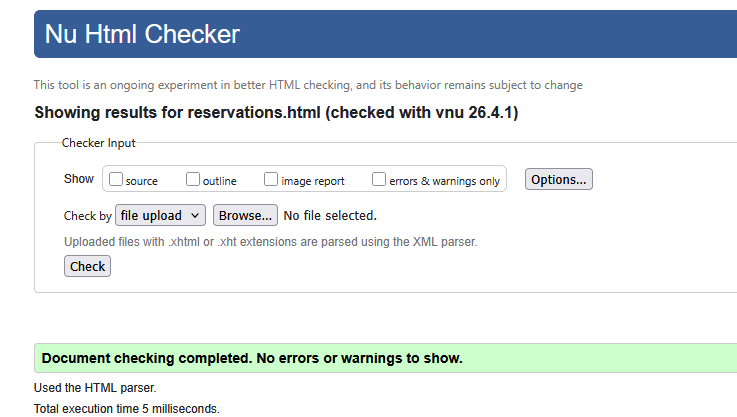 Nu Html Checker
This tool is an ongoing experiment in better HTML checking, and its behavior remains subject to change
Showing results for reservations.html (checked with vnu 26.4.1)
Checker Input
Show source outline image report errors & warnings only Options...
Check by file upload Browse... No file selected.
Uploaded files with .xhtml or .xht extensions are parsed using the XML parser.
Check
Document checking completed. No errors or warnings to show.
Used the HTML parser.
Total execution time 5 milliseconds.